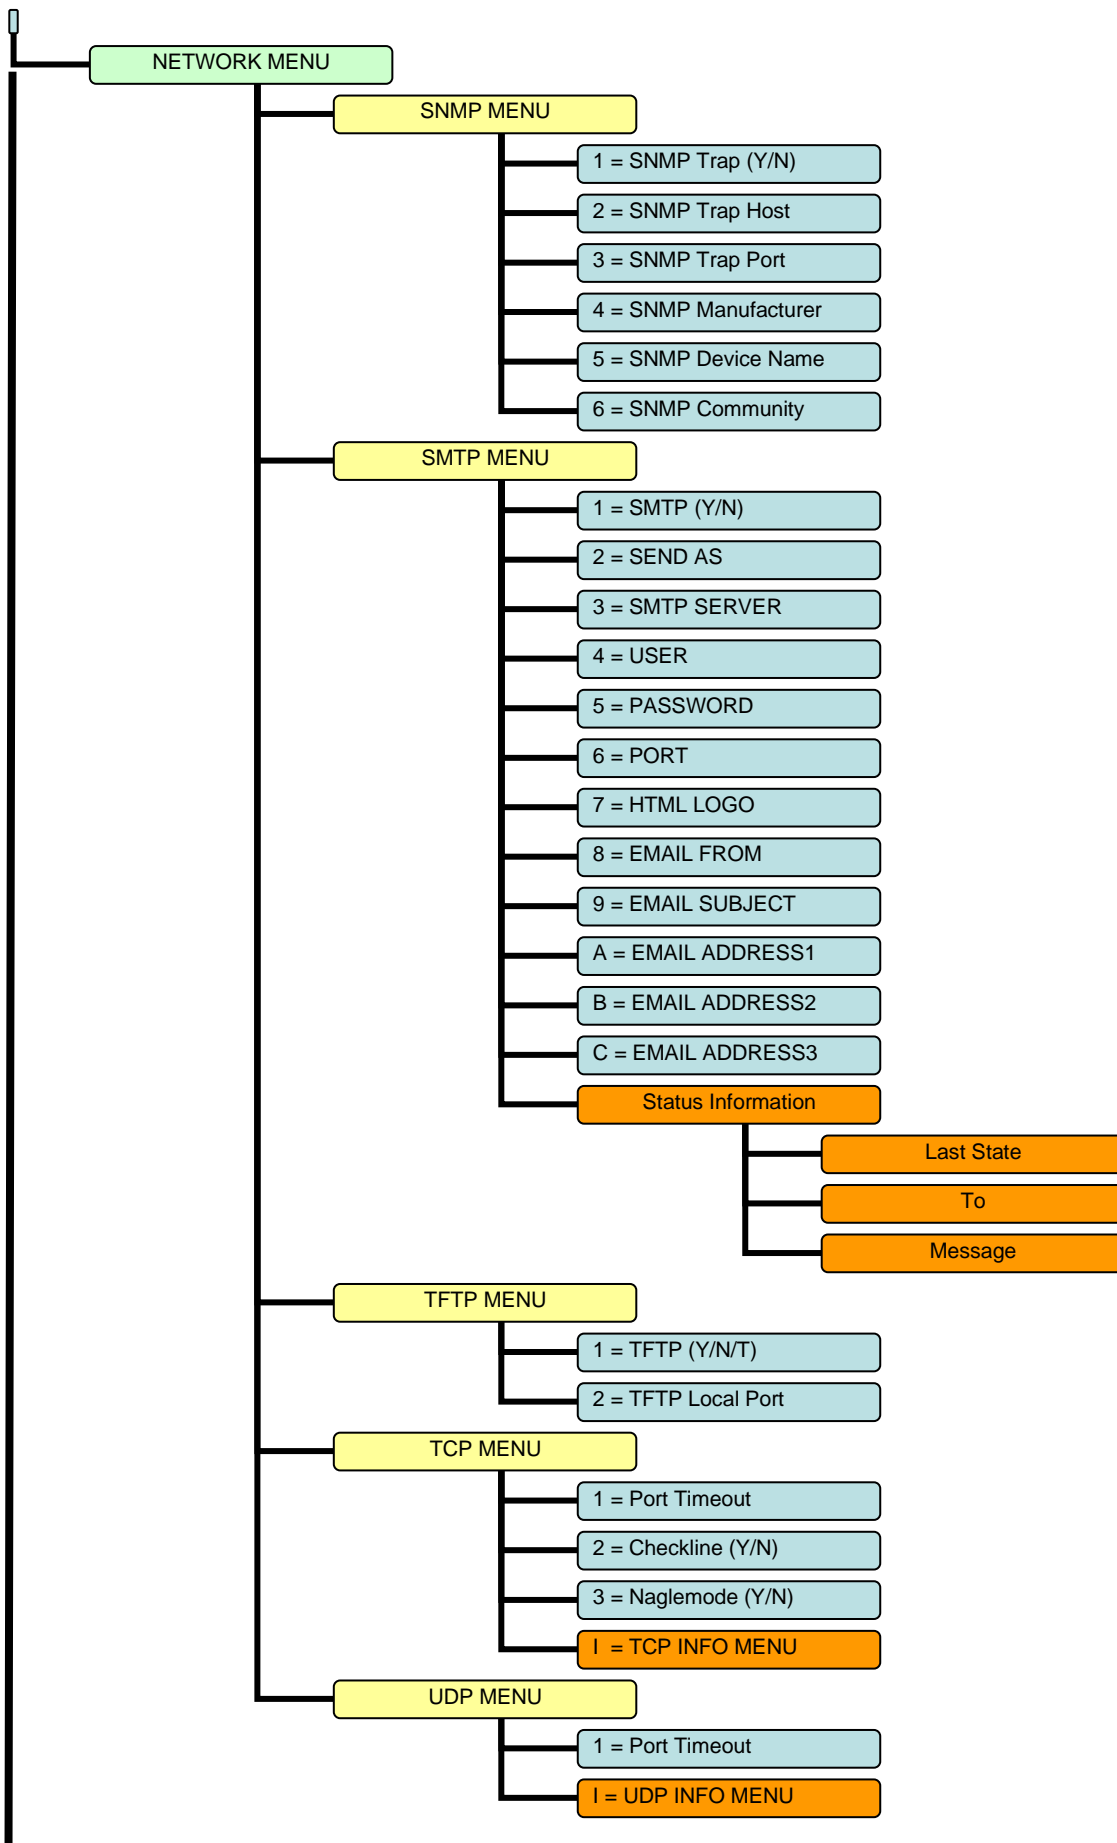 NETWORK MENU
SNMP MENU
1 = SNMP Trap (Y/N)
2 = SNMP Trap Host
3 = SNMP Trap Port
4 = SNMP Manufacturer
5 = SNMP Device Name
6 = SNMP Community
SMTP MENU
1 = SMTP (Y/N)
2 = SEND AS
3 = SMTP SERVER
4 = USER
5 = PASSWORD
6 = PORT
7 = HTML LOGO
8 = EMAIL FROM
9 = EMAIL SUBJECT
A = EMAIL ADDRESS1
B = EMAIL ADDRESS2
C = EMAIL ADDRESS3
Status Information
Last State
To
Message
TFTP MENU
1 = TFTP (Y/N/T)
2 = TFTP Local Port
TCP MENU
1 = Port Timeout
2 = Checkline (Y/N)
3 = Naglemode (Y/N)
I  = TCP INFO MENU
UDP MENU
1 = Port Timeout
I = UDP INFO MENU